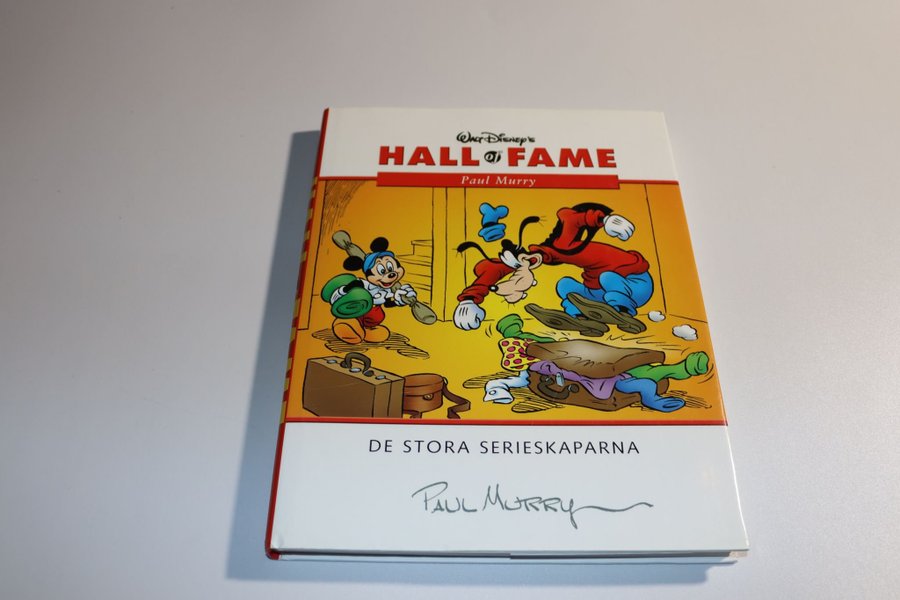 Walt Disney's
HALL of FAME
Paul Murry
DE STORA SERIESKAPARNA
PAUL MURRY